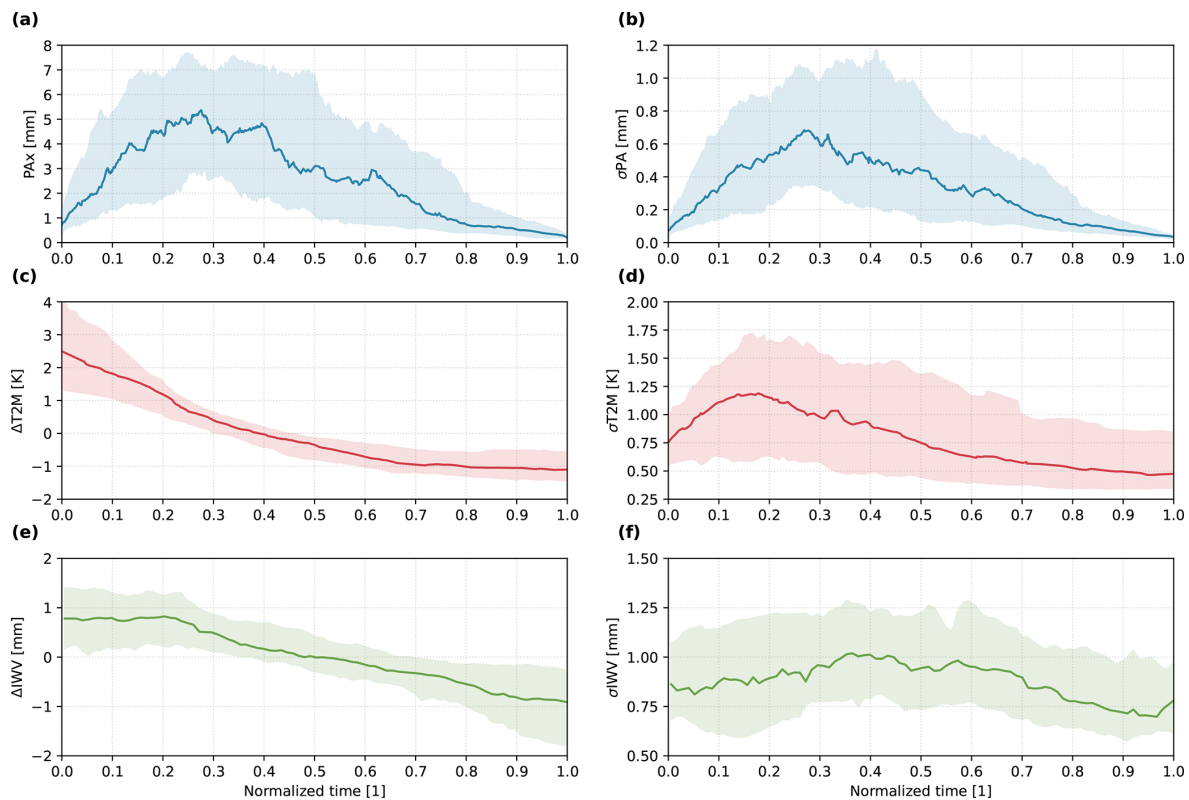 (a)
(b)
PAx [mm]
8
7
6
5
4
3
2
1
0
0.0 0.1 0.2 0.3 0.4 0.5 0.6 0.7 0.8 0.9 1.0
σPA [mm]
1.2
1.0
0.8
0.6
0.4
0.2
0.0
0.0 0.1 0.2 0.3 0.4 0.5 0.6 0.7 0.8 0.9 1.0
(c)
(d)
ΔT2M [K]
4
3
2
1
0
−1
−2
0.0 0.1 0.2 0.3 0.4 0.5 0.6 0.7 0.8 0.9 1.0
σT2M [K]
2.00
1.75
1.50
1.25
1.00
0.75
0.50
0.25
0.0 0.1 0.2 0.3 0.4 0.5 0.6 0.7 0.8 0.9 1.0
(e)
(f)
ΔIWV [mm]
2
1
0
−1
−2
0.0 0.1 0.2 0.3 0.4 0.5 0.6 0.7 0.8 0.9 1.0
Normalized time [1]
σIWV [mm]
1.50
1.25
1.00
0.75
0.50
0.0 0.1 0.2 0.3 0.4 0.5 0.6 0.7 0.8 0.9 1.0
Normalized time [1]